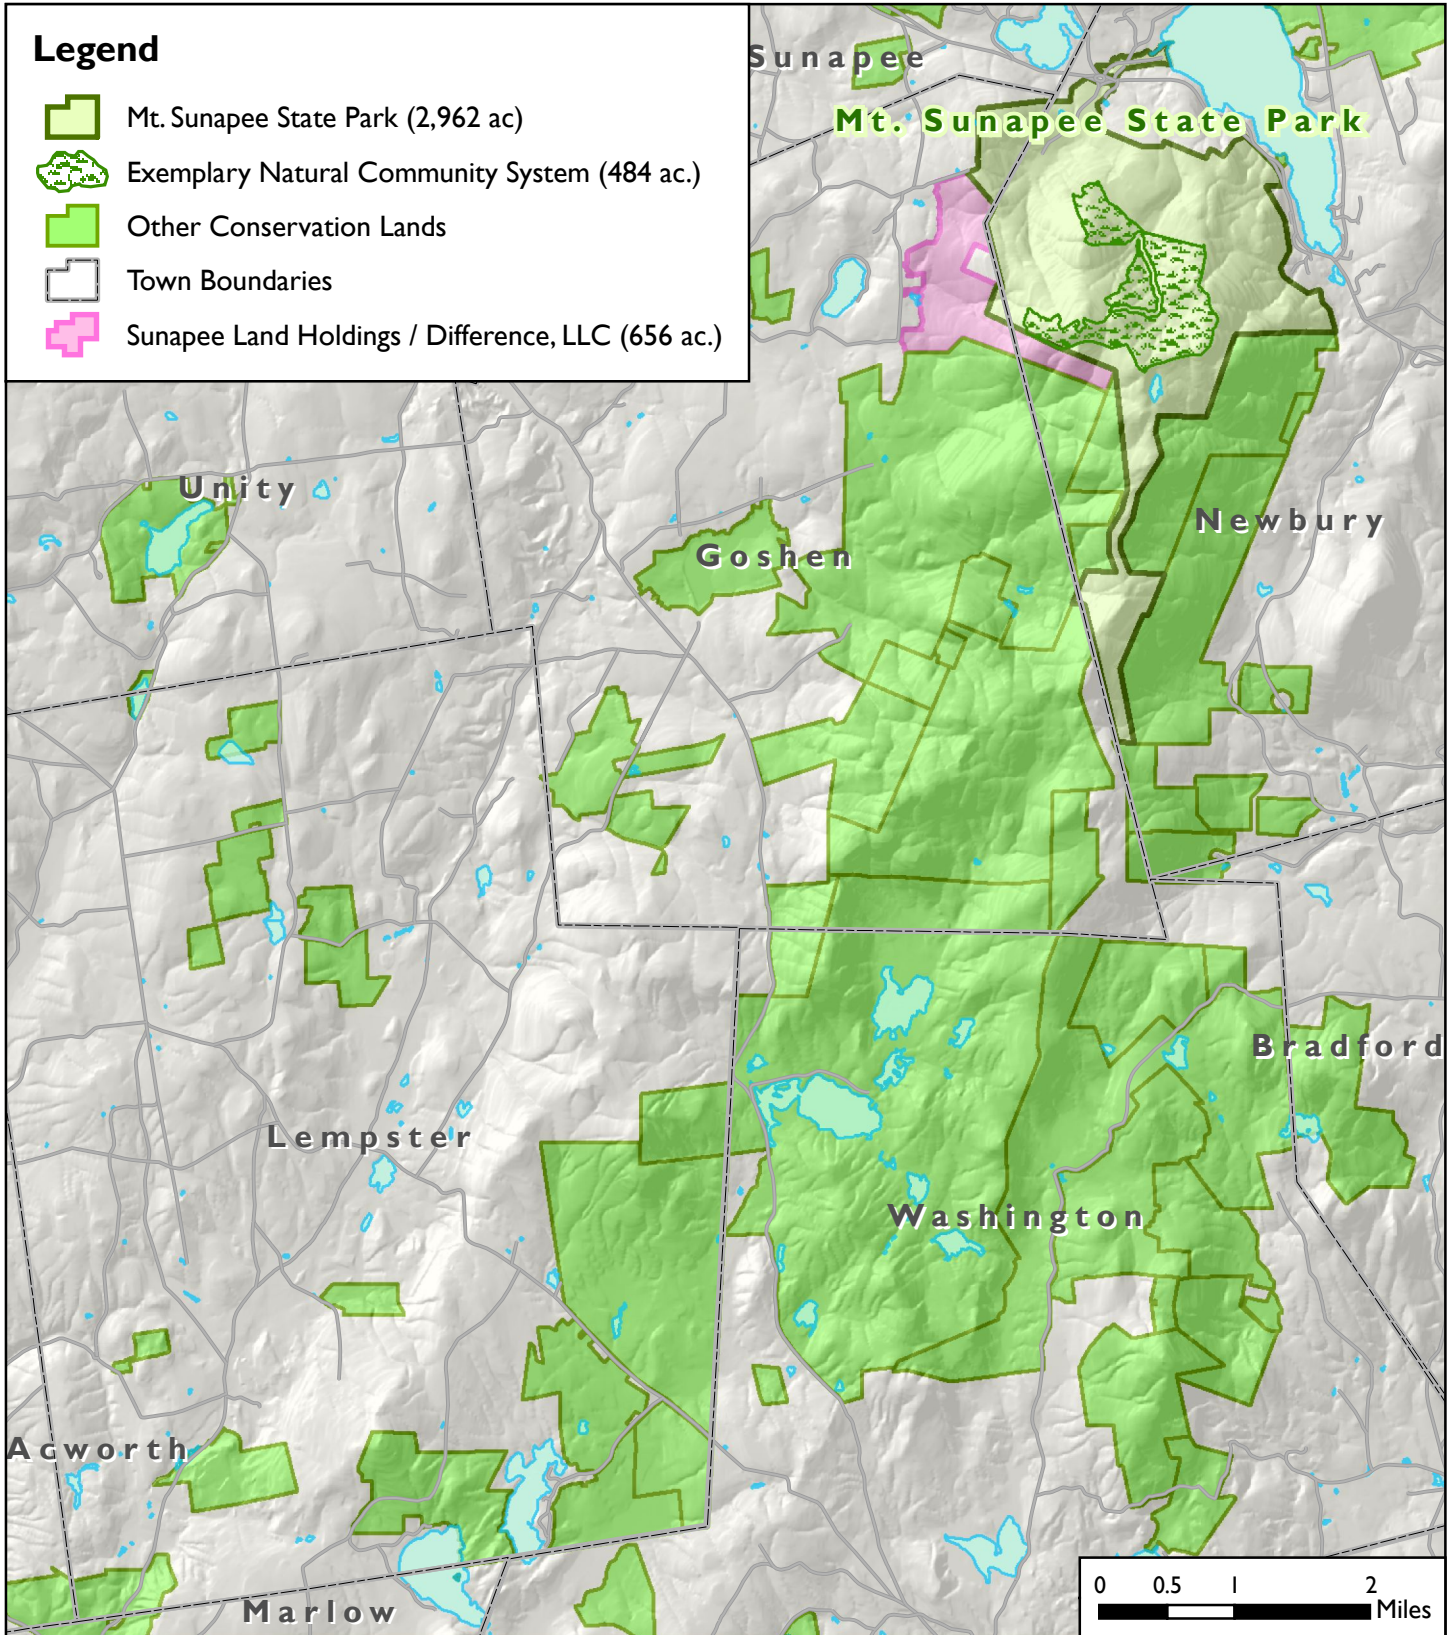 Legend
Mt. Sunapee State Park (2,962 ac)
Exemplary Natural Community System (484 ac.)
Other Conservation Lands
Town Boundaries
Sunapee Land Holdings / Difference, LLC (656 ac.)
Sunapee
Mt. Sunapee State Park
Unity
Newbury
Goshen
Bradford
Lempster
Washington
Acworth
Marlow
0 0.5 1 2
Miles